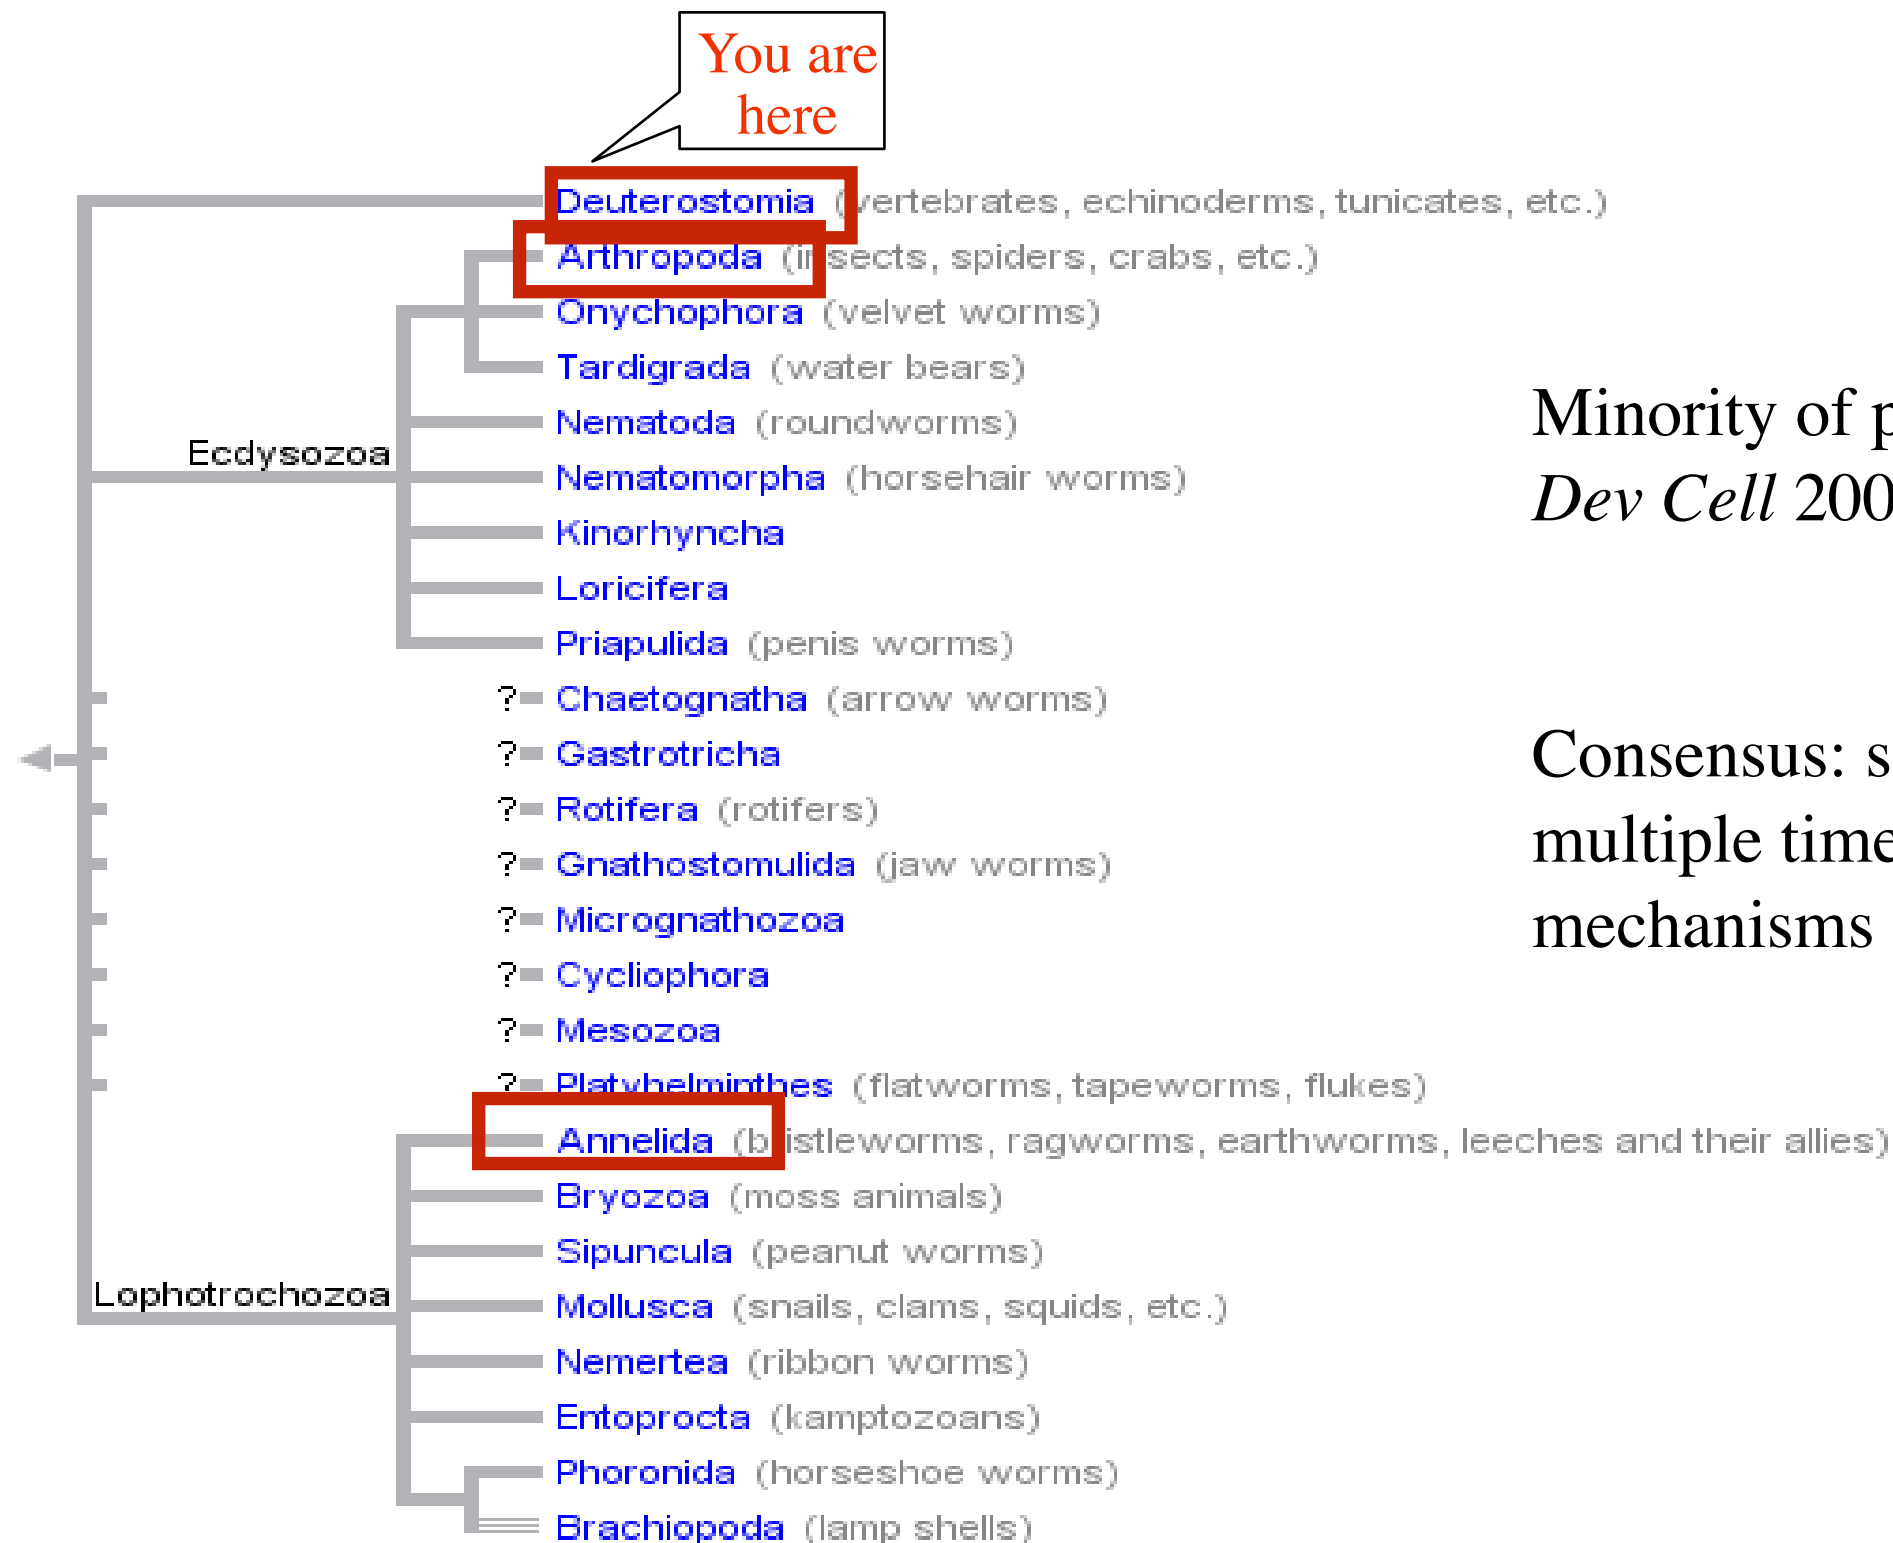 You are
here
Deuterostomia (vertebrates, echinoderms, tunicates, etc.)
Arthropoda (insects, spiders, crabs, etc.)
Onychophora (velvet worms)
Tardigrada (water bears)
Nematoda (roundworms)
Ecdysozoa
Nematomorpha (horsehair worms)
Kinorhyncha
Loricifera
Priapulida (penis worms)
? Chaetognatha (arrow worms)
? Gastrotricha
? Rotifera (rotifers)
? Gnathostomulida (jaw worms)
? Micrognathozoa
? Cycliophora
? Mesozoa
? Platyhelminthes (flatworms, tapeworms, flukes)
Annelida (bristleworms, ragworms, earthworms, leeches and their allies)
Bryozoa (moss animals)
Sipuncula (peanut worms)
Lophotrochozoa
Mollusca (snails, clams, squids, etc.)
Nemertea (ribbon worms)
Entoprocta (kamptozoans)
Phoronida (horseshoe worms)
Brachiopoda (lamp shells)
Minority of
Dev Cell 200
Consensus:
multiple time
mechanisms